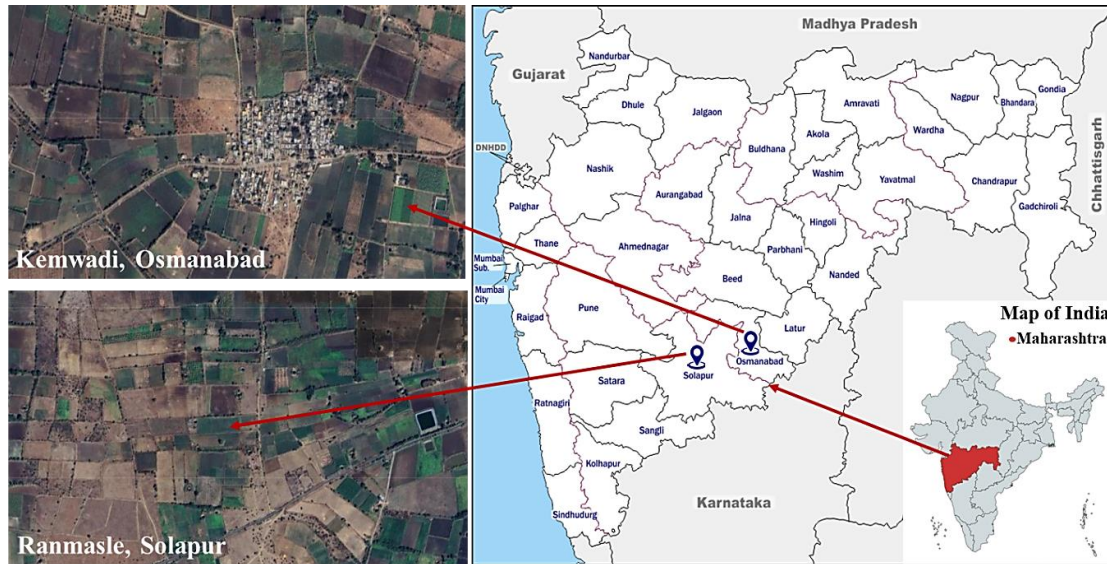 Kemwadi, Osmanabad
Ranmasle, Solapur
Madhya Pradesh
Gujarat
Nandurbar
Dhule
Jalgaon
Amravati
Nagpur
Bhandara
Gondia
Akola
Wardha
Buldhana
DNHDD
Nashik
Washim
Yavatmal
Chandrapur
Chhattisgarh
Aurangabad
Palghar
Jalna
Hingoli
Gadchiroli
Thane
Ahmednagar
Parbhani
Mumbai
Sub.
Mumbai
City
Beed
Nanded
Raigad
Pune
Latur
Osmanabad
Solapur
Satara
Ratnagiri
Sangli
Kolhapur
Sindhudurg
Karnataka
Map of India
Maharashtra